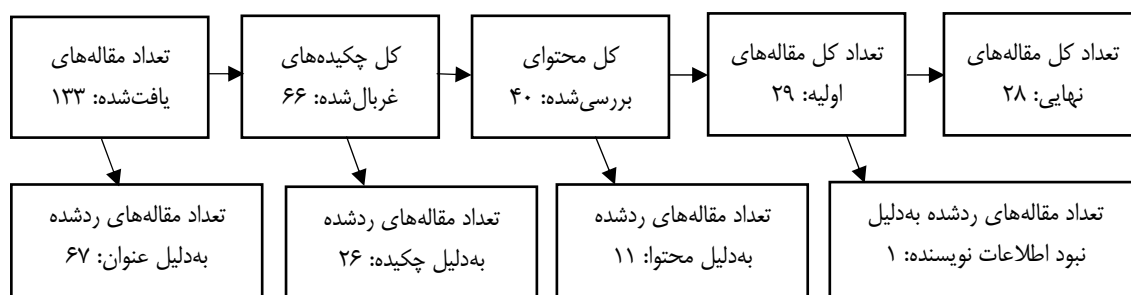 تعداد مقاله‌های
یافت‌شده: ۱۳۳
کل چکیده‌های
غربال‌شده: ۶۶
کل محتوای
بررسی‌شده: ۴۰
تعداد کل مقاله‌های
اولیه: ۲۹
تعداد کل مقاله‌های
نهایی: ۲۸
تعداد مقاله‌های ردشده
به‌دلیل عنوان: ۶۷
تعداد مقاله‌های ردشده
به‌دلیل چکیده: ۲۶
تعداد مقاله‌های ردشده
به‌دلیل محتوا: ۱۱
تعداد مقاله‌های ردشده به‌دلیل
نبود اطلاعات نویسنده: ۱